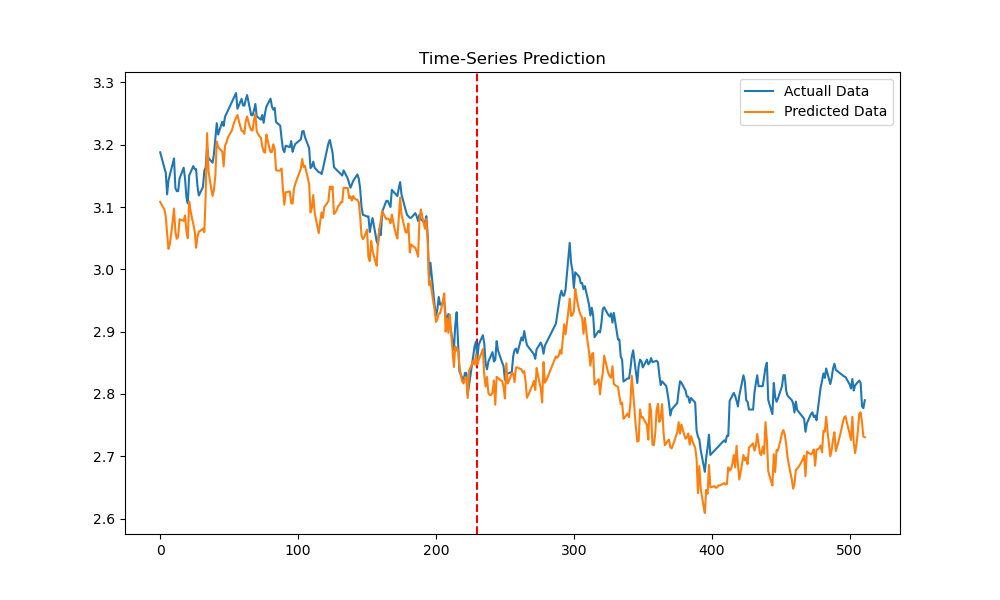 Time-Series Prediction
Actuall Data
Predicted Data
3.3
3.2
3.1
3.0
2.9
2.8
2.7
2.6
0 100 200 300 400 500